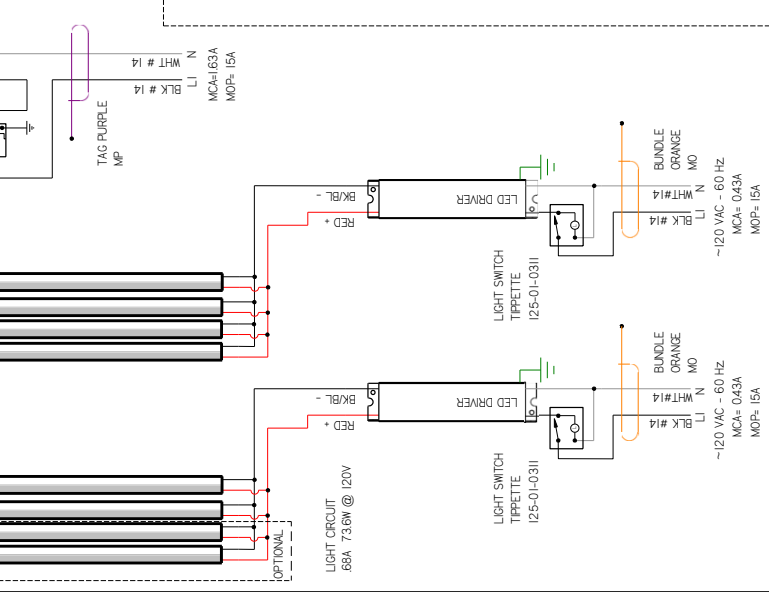 WHT # 14 N
BLK # 14 L1
MCA=1.63A
MOP= 15A
TAG PURPLE
MP
BK/BL -
RED +
LED DRIVER
LIGHT SWITCH
TIPPETTE
125-01-0311
BUNDLE
ORANGE
MO
WHT#14 N
BLK #14 L1
~120 VAC - 60 Hz
MCA= 0.43A
MOP= 15A
BK/BL -
RED +
LED DRIVER
LIGHT SWITCH
TIPPETTE
125-01-0311
BUNDLE
ORANGE
MO
WHT#14 N
BLK #14 L1
~120 VAC - 60 Hz
MCA= 0.43A
MOP= 15A
LIGHT CIRCUIT
.68A 73.6W @ 120V
OPTIONAL